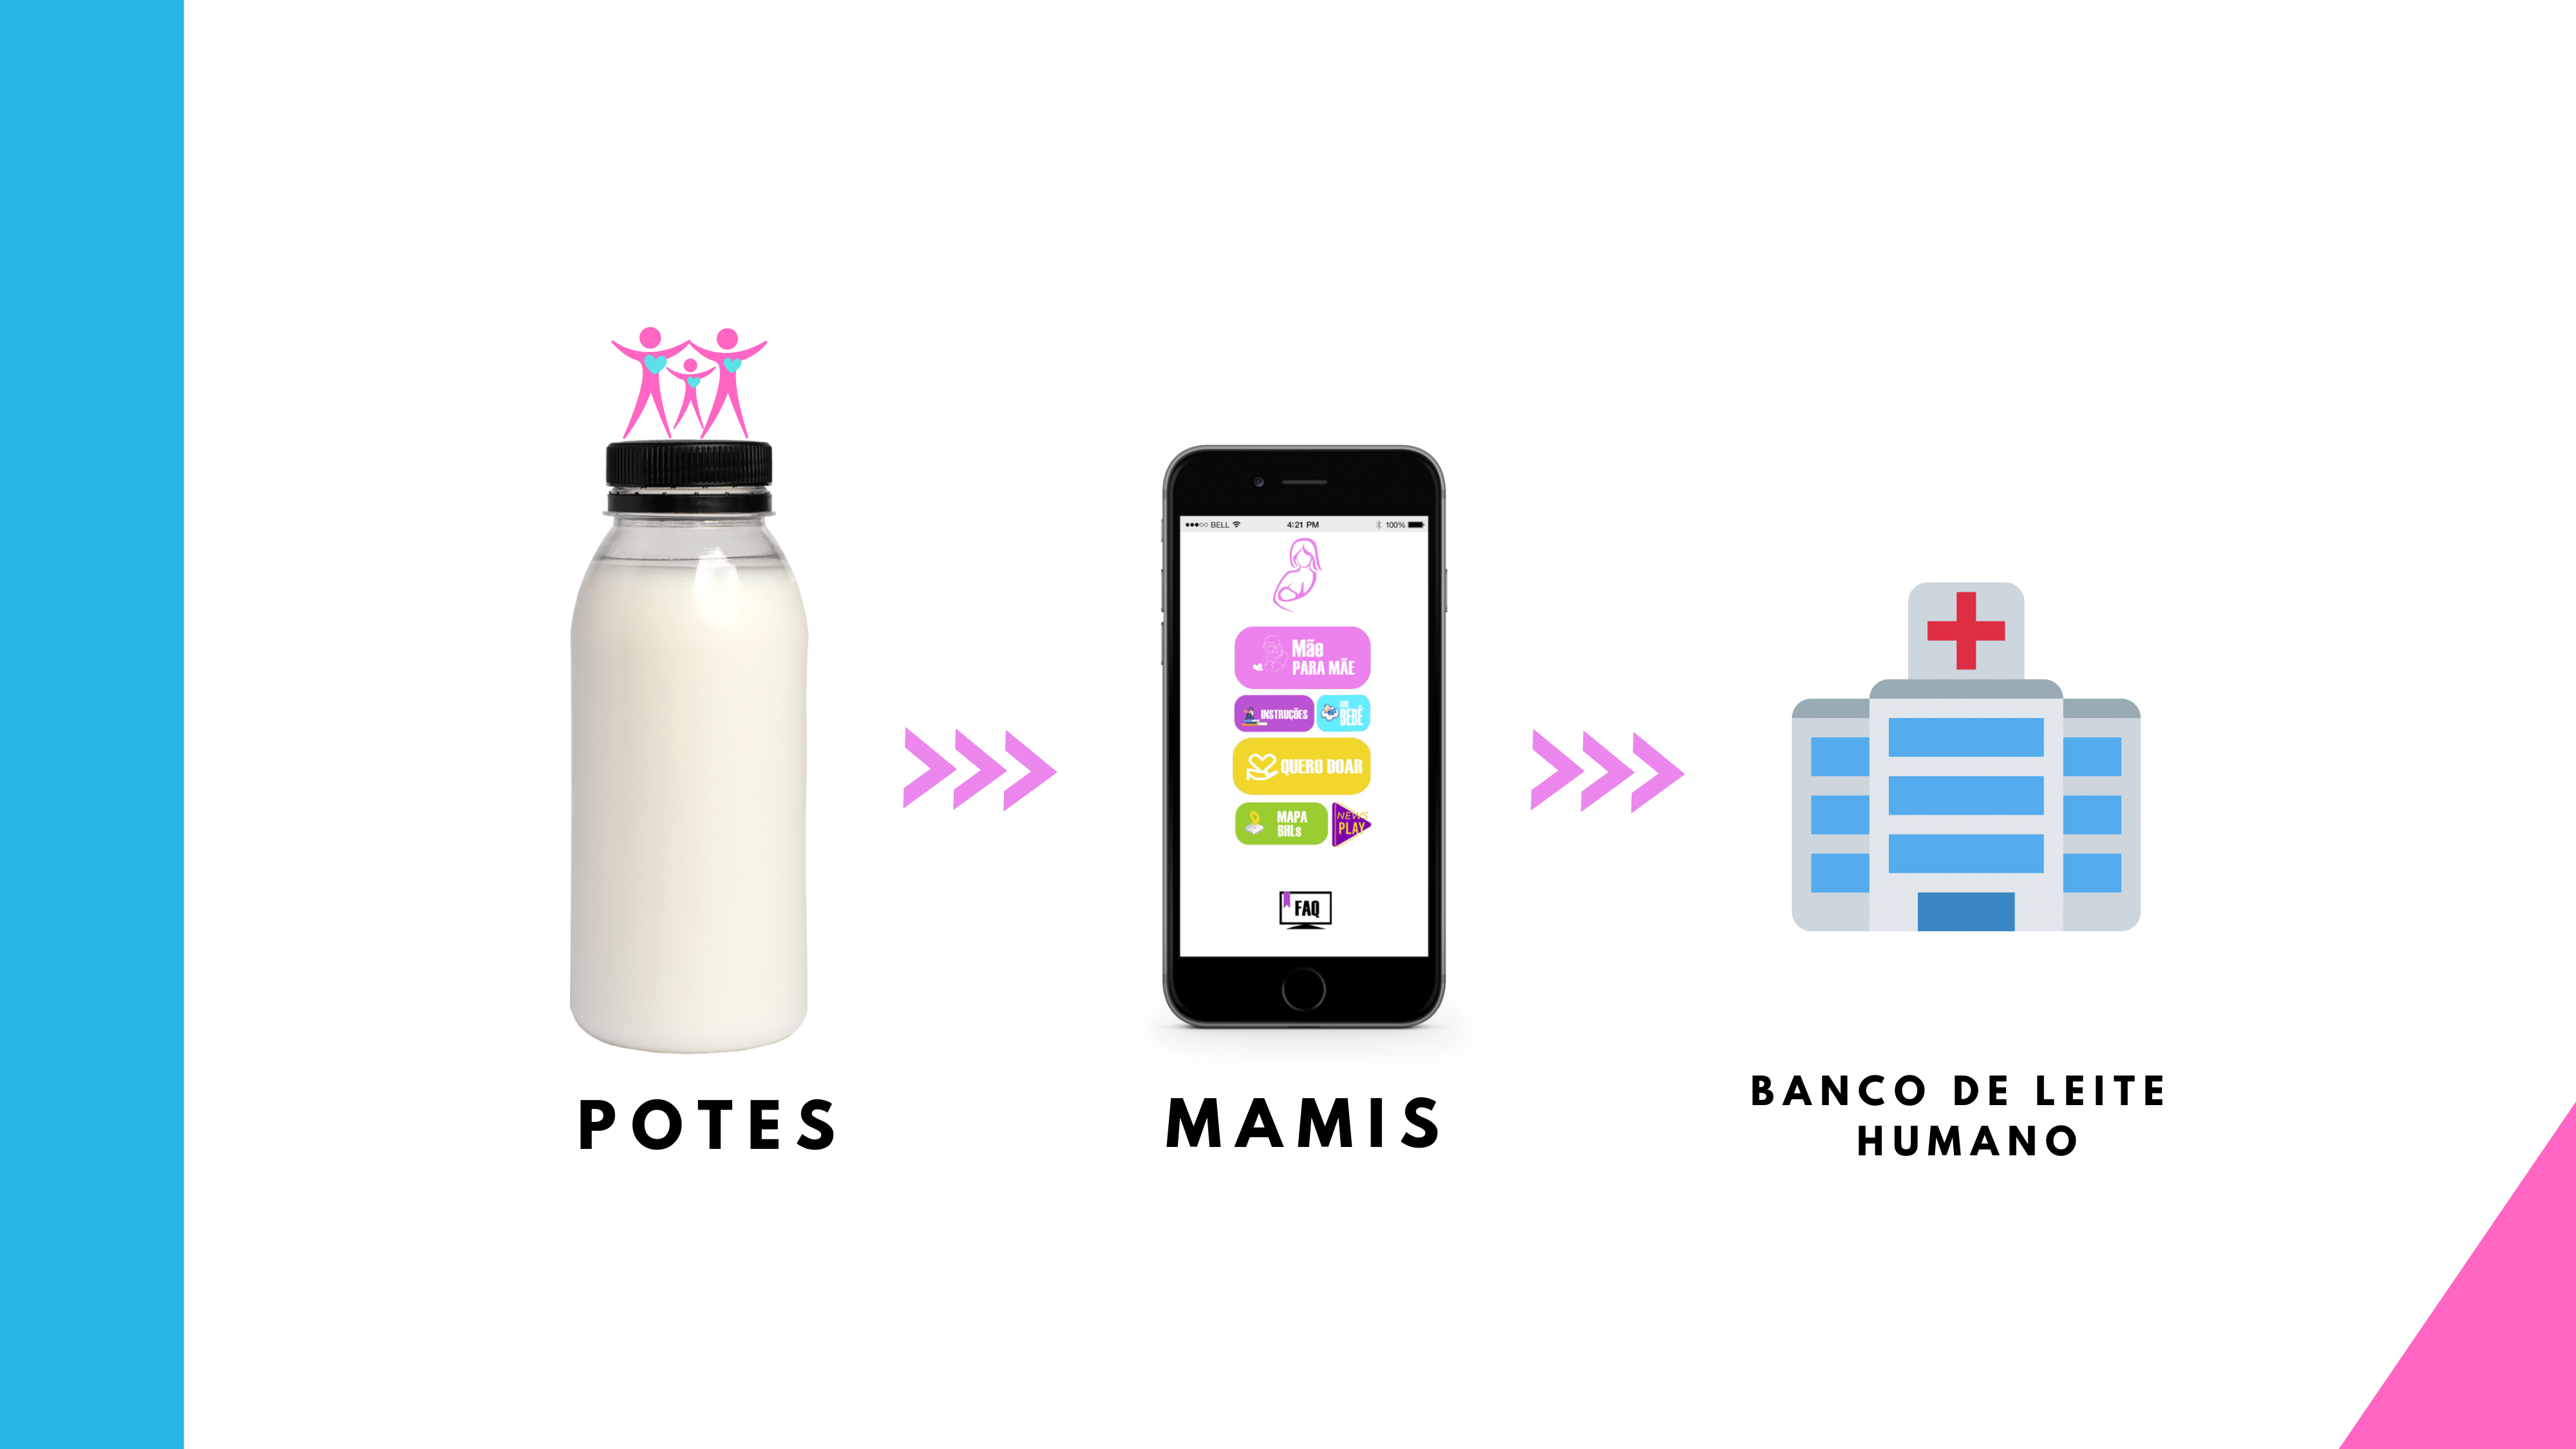 POTES
BELL
4:21 PM
100%
Mãe
PARA MÃE
INSTRUÇÕES
BEBÊ
QUERO DOAR
MAPA
BHLs
NEWS
PLAY
FAQ
MAMIS
BANCO DE LEITE
HUMANO